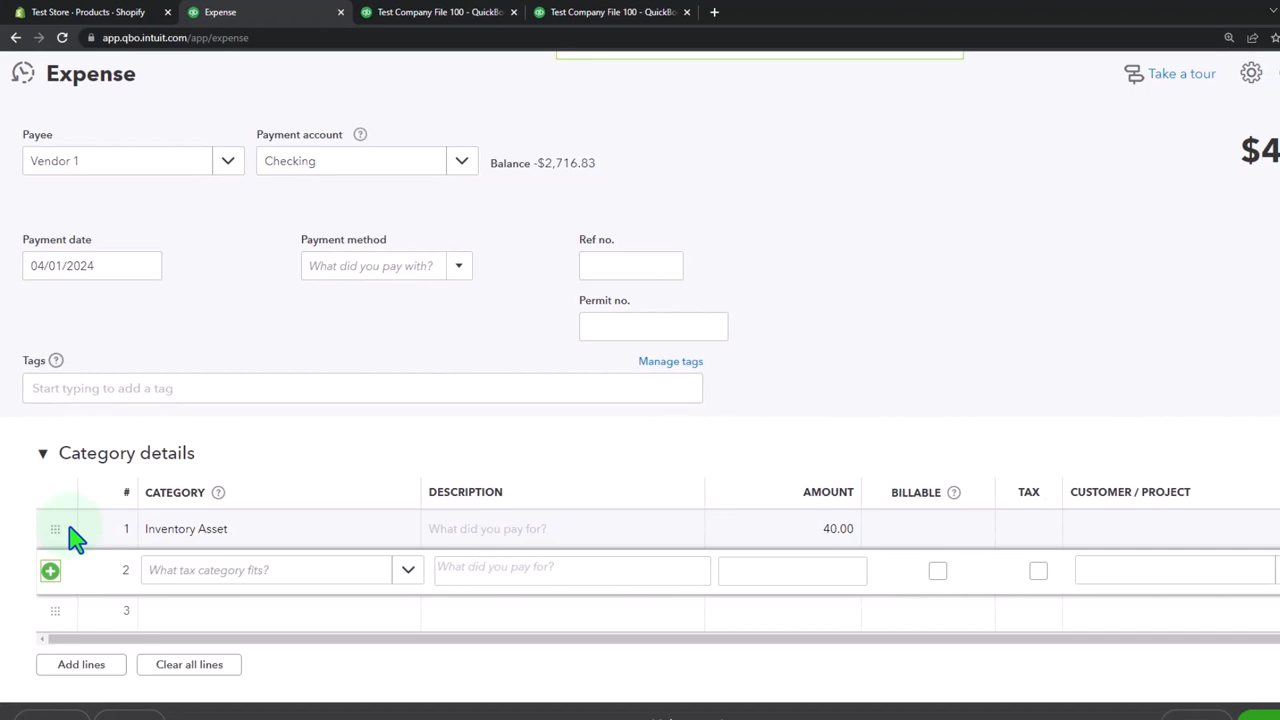 Test Store · Products · Shopify
Expense
Test Company File 100 - QuickBo
Test Company File 100 - QuickBo
app.qbo.intuit.com/app/expense
Expense
Take a tour
Payee
Payment account
Vendor 1
Checking
Balance -$2,716.83
$4
Payment date
Payment method
Ref no.
04/01/2024
What did you pay with?
Permit no.
Tags
Manage tags
Start typing to add a tag
Category details
# CATEGORY DESCRIPTION AMOUNT BILLABLE TAX CUSTOMER / PROJECT
1 Inventory Asset What did you pay for? 40.00
2 What tax category fits? What did you pay for?
3
Add lines Clear all lines